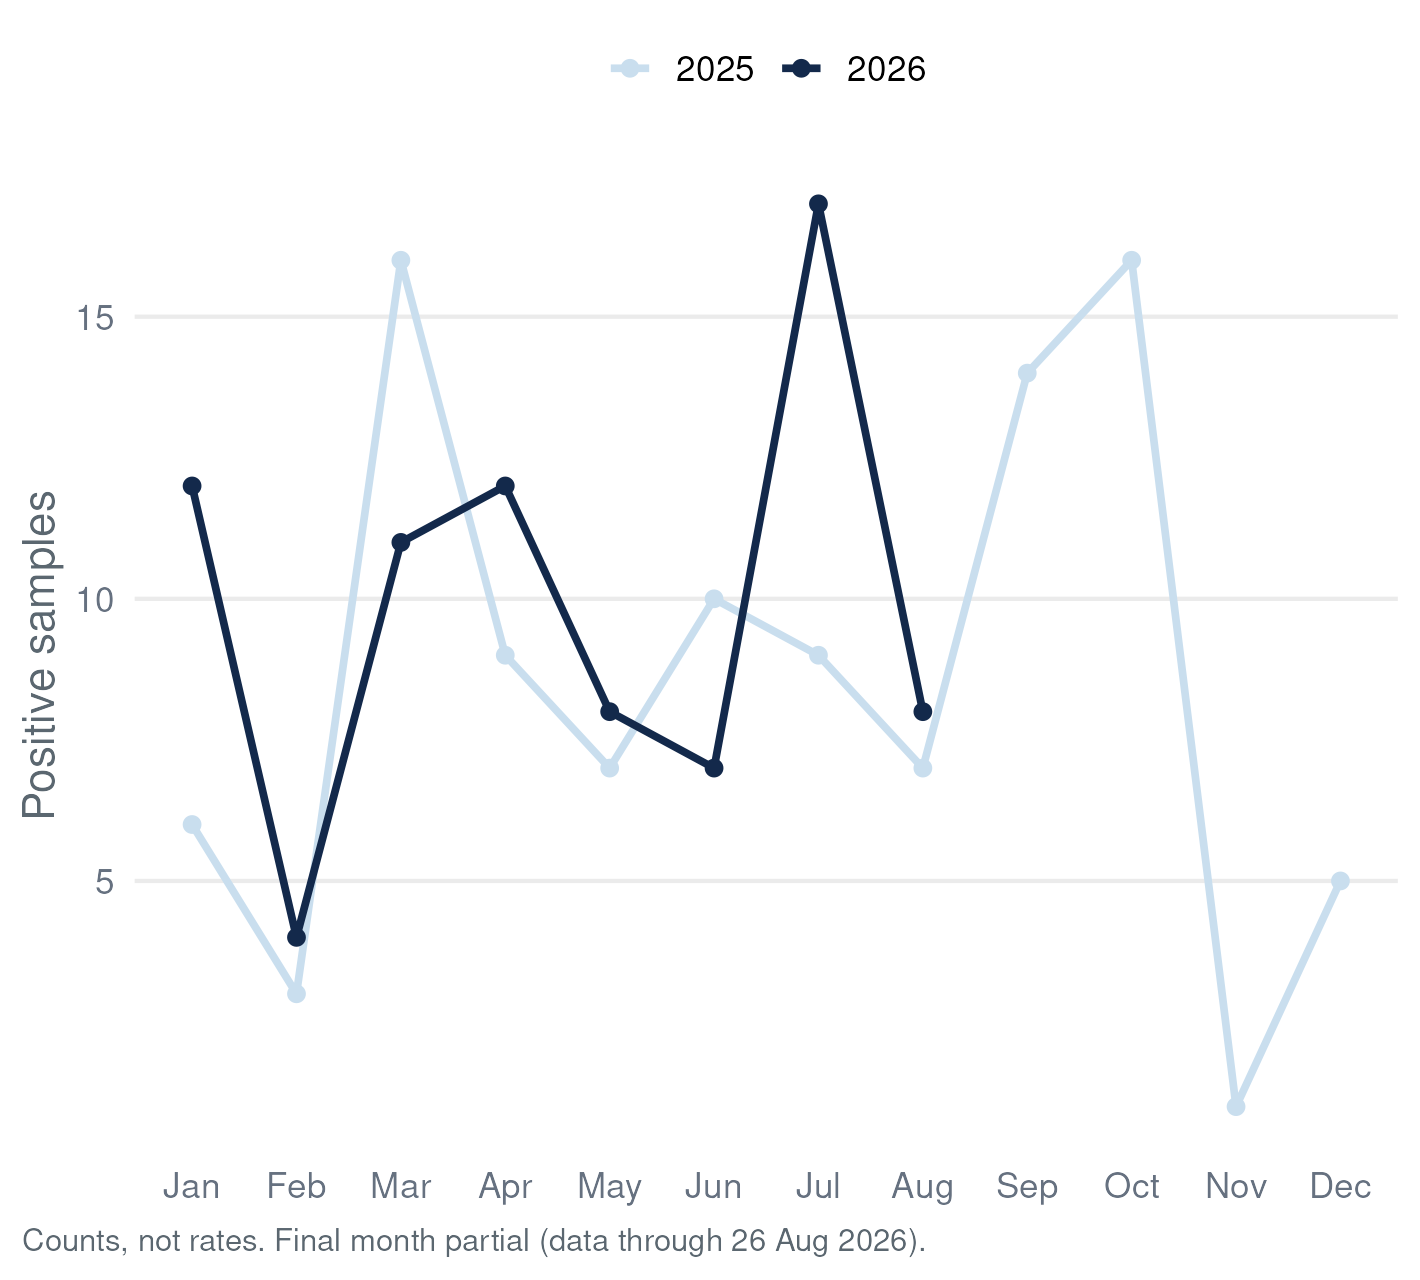 2025 2026
15
10
5
Positive samples
Jan Feb Mar Apr May Jun Jul Aug Sep Oct Nov Dec
Counts, not rates. Final month partial (data through 26 Aug 2026).